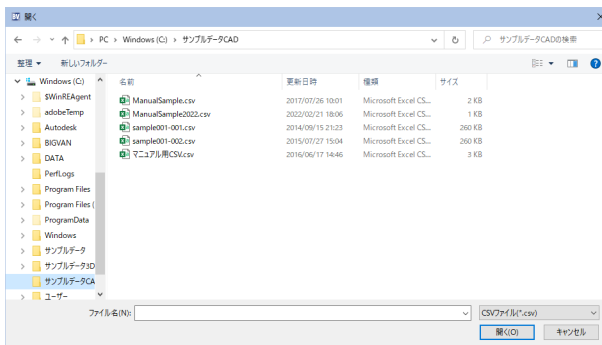 開く
PC › Windows (C:) › サンプルデータCAD
サンプルデータCADの検索
整理 新しいフォルダー
Windows (C:)
$WinREAgent
adobeTemp
Autodesk
BIGVAN
DATA
PerfLogs
Program Files
Program Files (
ProgramData
Windows
サンプルデータ
サンプルデータ3D
サンプルデータCA
ユーザー
名前 更新日時 種類 サイズ
ManualSample.csv 2017/07/26 10:01 Microsoft Excel CS... 2 KB
ManualSample2022.csv 2022/02/21 18:06 Microsoft Excel CS... 1 KB
sample001-001.csv 2014/09/15 21:23 Microsoft Excel CS... 260 KB
sample001-002.csv 2015/07/27 15:04 Microsoft Excel CS... 260 KB
マニュアル用CSV.csv 2016/06/17 14:46 Microsoft Excel CS... 3 KB
ファイル名(N):
CSVファイル(*.csv)
開く(O) キャンセル